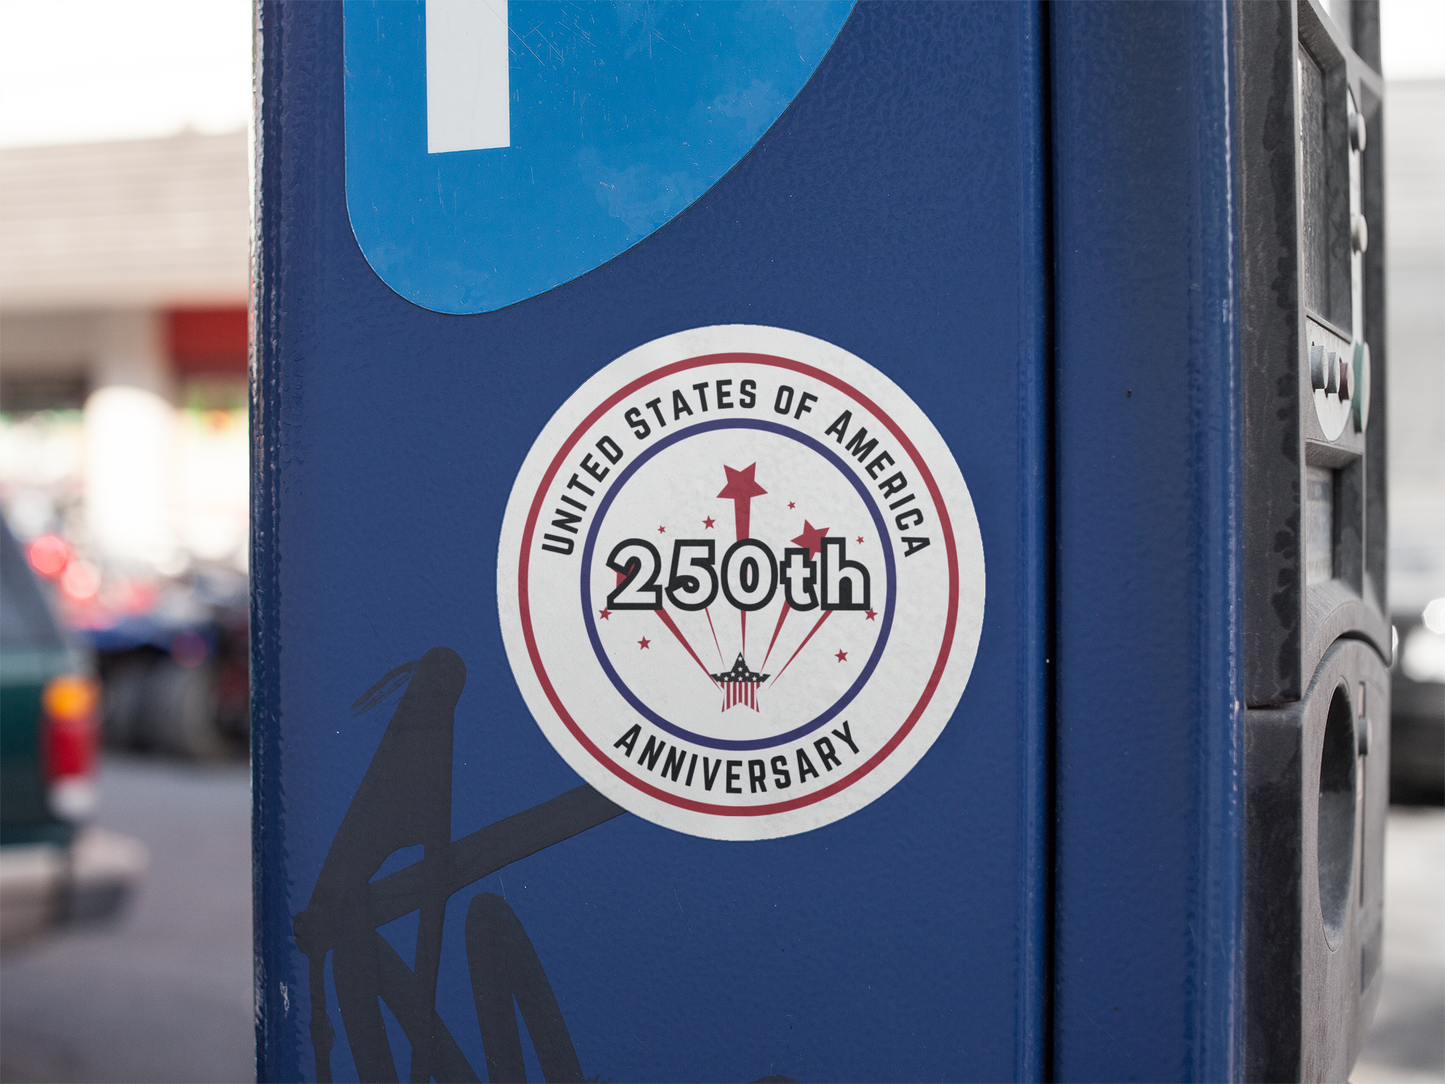 UNITED STATES OF AMERICA
250th
ANNIVERSARY